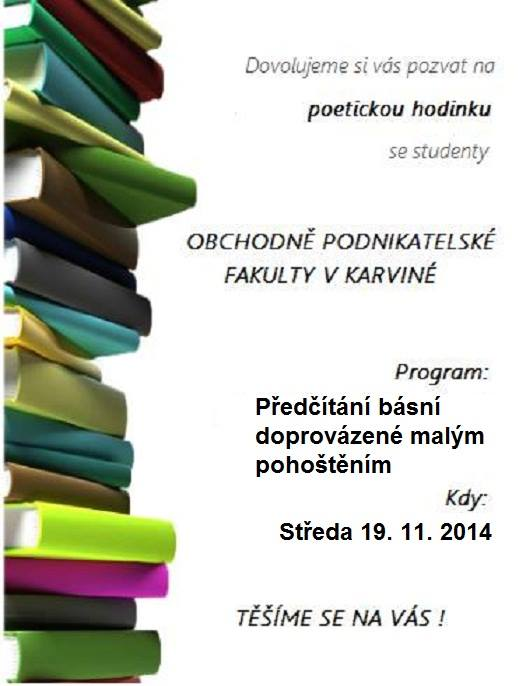 Dovolujeme si vás pozvat na
poetickou hodinku
se studenty
OBCHODNĚ PODNIKATELSKÉ
FAKULTY V KARVINÉ
Program:
Předčítání básní
doprovázené malým
pohoštěním
Kdy:
Středa 19. 11. 2014
TĚŠÍME SE NA VÁS !